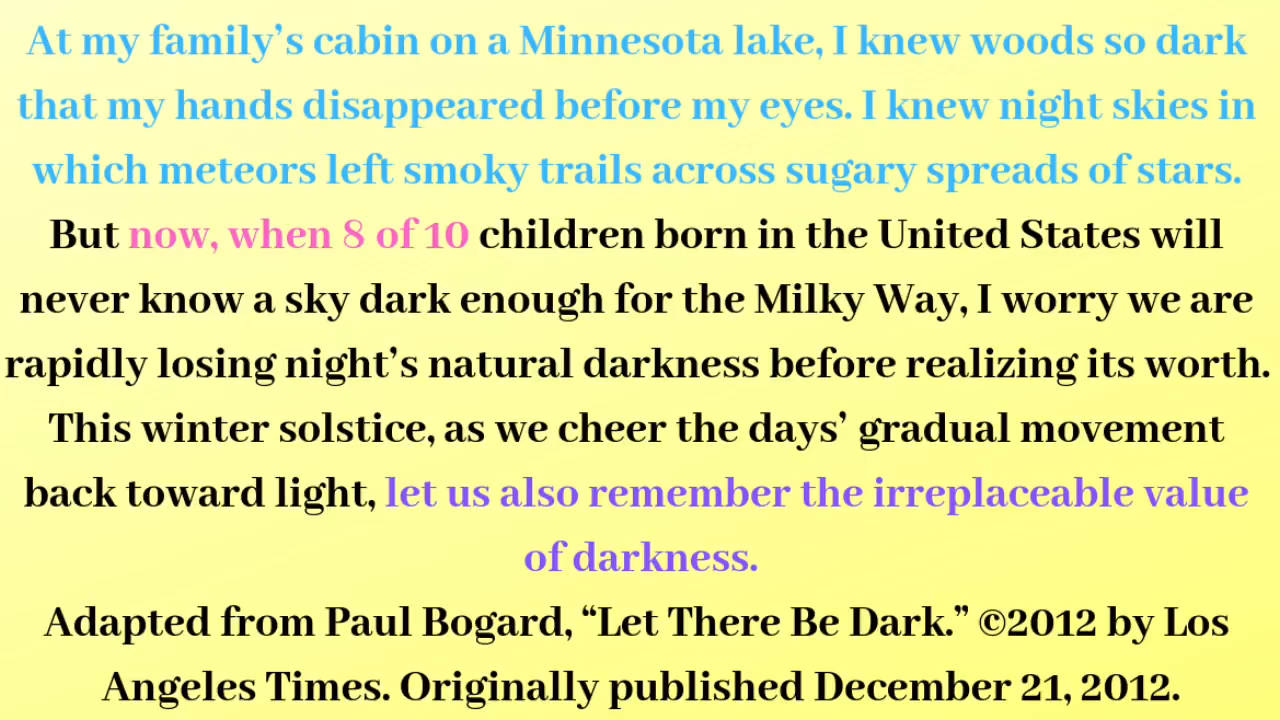 At my family’s cabin on a Minnesota lake, I knew woods so dark
that my hands disappeared before my eyes. I knew night skies in
which meteors left smoky trails across sugary spreads of stars.
But now, when 8 of 10 children born in the United States will
never know a sky dark enough for the Milky Way, I worry we are
rapidly losing night’s natural darkness before realizing its worth.
This winter solstice, as we cheer the days’ gradual movement
back toward light, let us also remember the irreplaceable value
of darkness.
Adapted from Paul Bogard, “Let There Be Dark.” ©2012 by Los
Angeles Times. Originally published December 21, 2012.